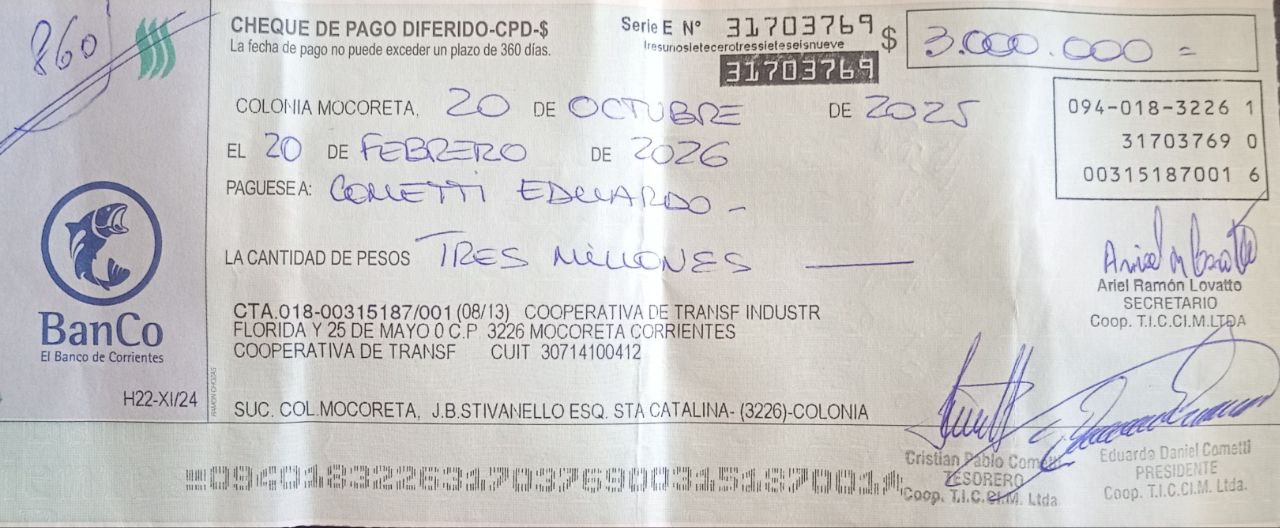 860
CHEQUE DE PAGO DIFERIDO-CPD-$
La fecha de pago no puede exceder un plazo de 360 días.
Serie E N° 31703769
tresunosietecerotressieteseisnueve
31703769
$ 3.000.000 =
COLONIA MOCORETA, 20 DE OCTUBRE DE 2025
094-018-3226 1
31703769 0
00315187001 6
EL 20 DE FEBRERO DE 2026
PAGUESE A: COMETTI EDUARDO -
LA CANTIDAD DE PESOS TRES MILLONES
Ariel Ramón Lovatto
SECRETARIO
Coop. T.I.C.CI.M.LTDA
BanCo
El Banco de Corrientes
CTA.018-00315187/001 (08/13) COOPERATIVA DE TRANSF INDUSTR
FLORIDA Y 25 DE MAYO 0 C.P 3226 MOCORETA CORRIENTES
COOPERATIVA DE TRANSF CUIT 30714100412
H22-XI/24
RAMON CHOZAS
SUC. COL.MOCORETA, J.B.STIVANELLO ESQ. STA CATALINA- (3226)-COLONIA
Cristian Pablo Cometti
TESORERO
Coop. T.I.C.CI.M. Ltda.
Eduardo Daniel Cometti
PRESIDENTE
Coop. T.I.C.CI.M. Ltda.
09401832263170376900315187001